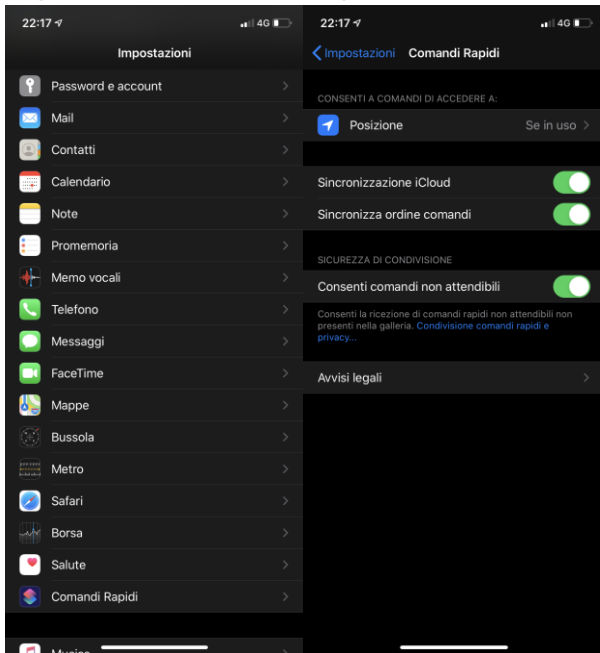 22:17
4G
Impostazioni
Password e account
Mail
Contatti
Calendario
Note
Promemoria
Memo vocali
Telefono
Messaggi
FaceTime
Mappe
Bussola
Metro
Safari
Borsa
Salute
Comandi Rapidi
22:17
4G
Impostazioni Comandi Rapidi
CONSENTI A COMANDI DI ACCEDERE A:
Posizione Se in uso
Sincronizzazione iCloud
Sincronizza ordine comandi
SICUREZZA DI CONDIVISIONE
Consenti comandi non attendibili
Consenti la ricezione di comandi rapidi non attendibili non
presenti nella galleria. Condivisione comandi rapidi e
privacy...
Avvisi legali